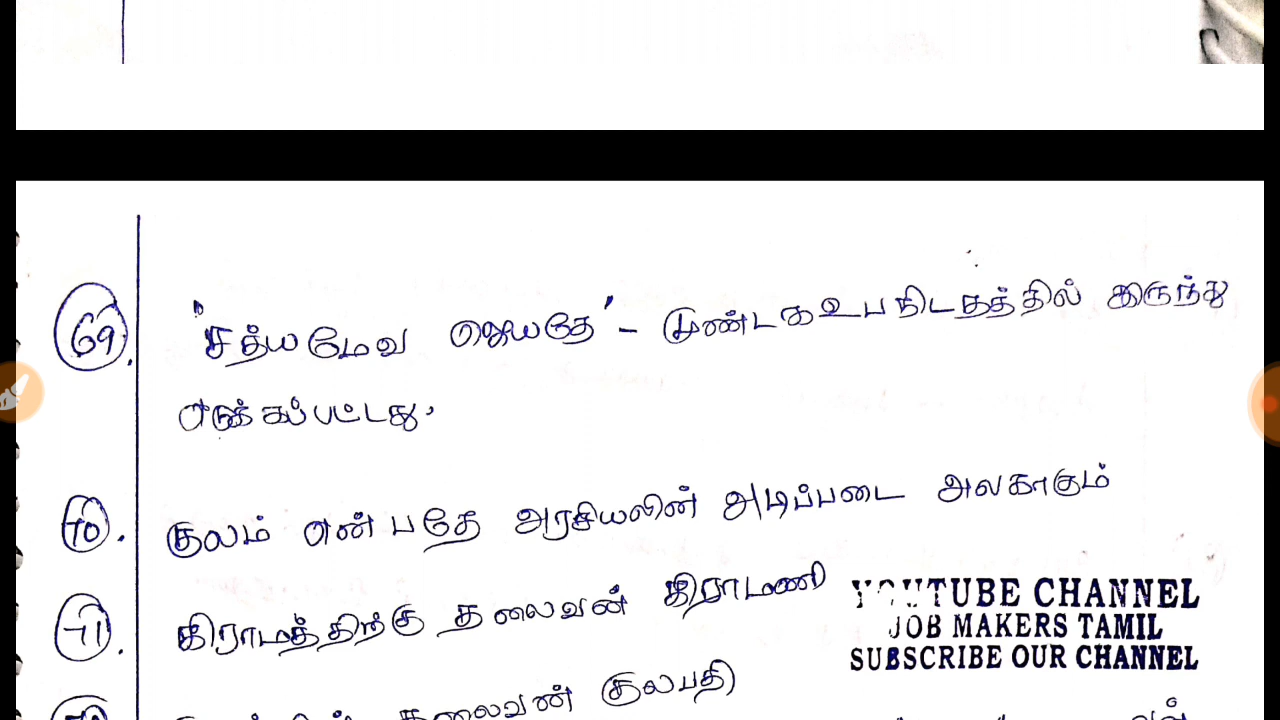 69. "சத்ய மேவ ஜெயதே" - முண்டக உபநிடதத்தில் இருந்து
எடுக்கப்பட்டது.
70. குலம் என்பதே அரசியலின் அடிப்படை அலகாகும்
71. கிராமத்திற்கு தலைவன் கிராமணி
YOUTUBE CHANNEL
JOB MAKERS TAMIL
SUBSCRIBE OUR CHANNEL
தலைவன் குலபதி)